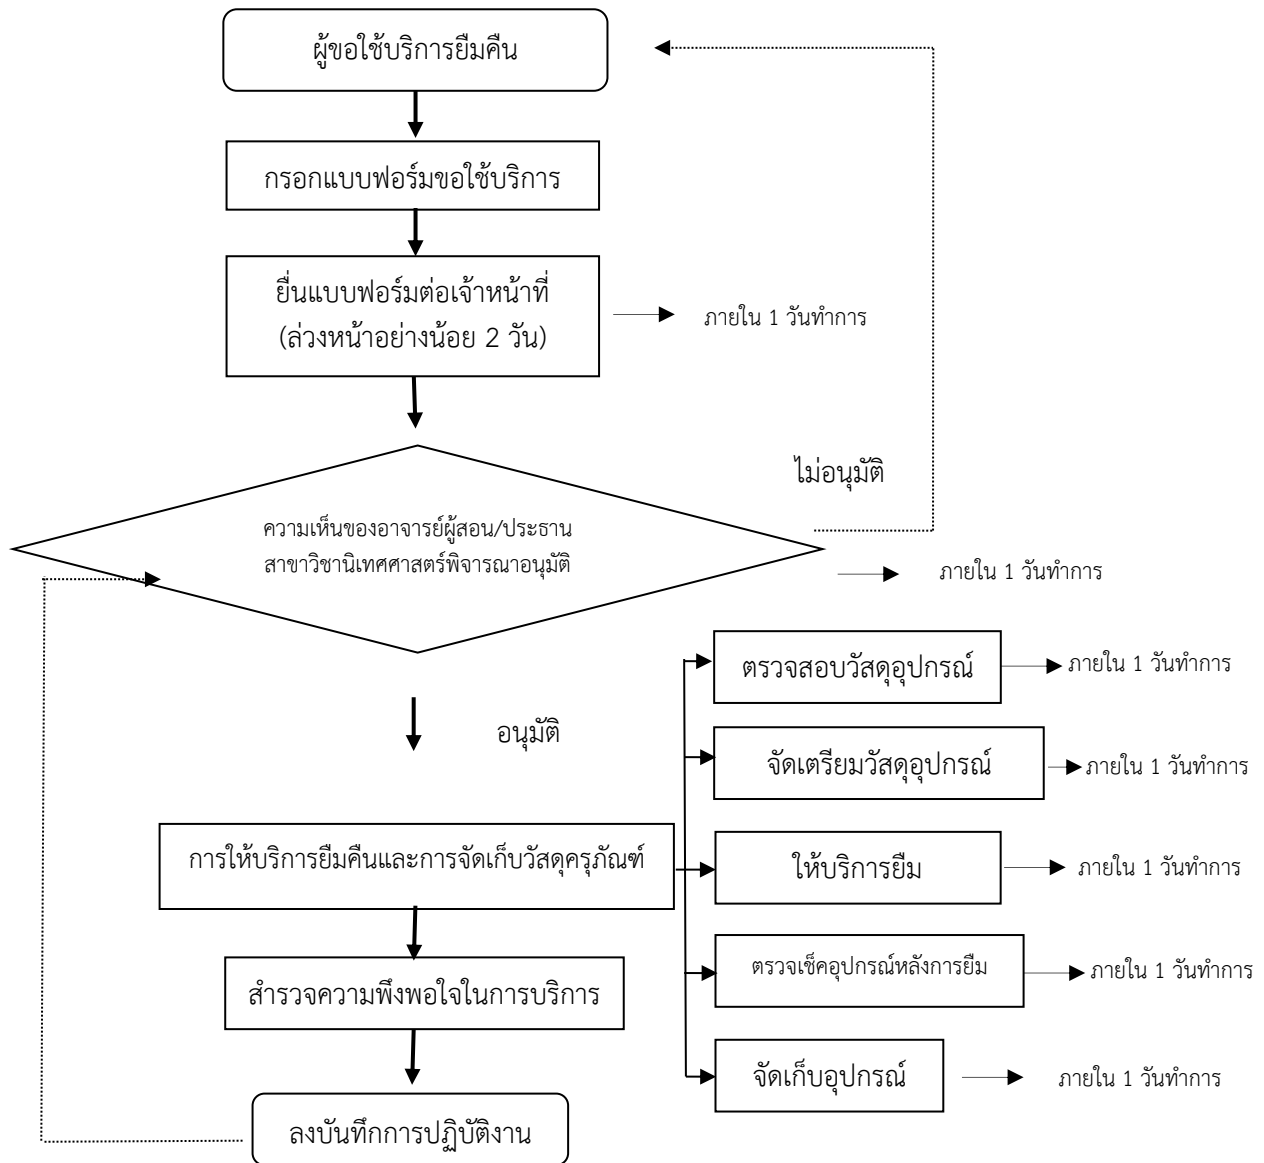 ผู้ขอใช้บริการยืมคืน
กรอกแบบฟอร์มขอใช้บริการ
ยื่นแบบฟอร์มต่อเจ้าหน้าที่
(ล่วงหน้าอย่างน้อย 2 วัน)
ภายใน 1 วันทำการ
ไม่อนุมัติ
ความเห็นของอาจารย์ผู้สอน/ประธาน
สาขาวิชานิเทศศาสตร์พิจารณาอนุมัติ
ภายใน 1 วันทำการ
อนุมัติ
ตรวจสอบวัสดุอุปกรณ์
ภายใน 1 วันทำการ
จัดเตรียมวัสดุอุปกรณ์
ภายใน 1 วันทำการ
การให้บริการยืมคืนและการจัดเก็บวัสดุครุภัณฑ์
ให้บริการยืม
ภายใน 1 วันทำการ
ตรวจเช็คอุปกรณ์หลังการยืม
ภายใน 1 วันทำการ
สำรวจความพึงพอใจในการบริการ
จัดเก็บอุปกรณ์
ภายใน 1 วันทำการ
ลงบันทึกการปฏิบัติงาน